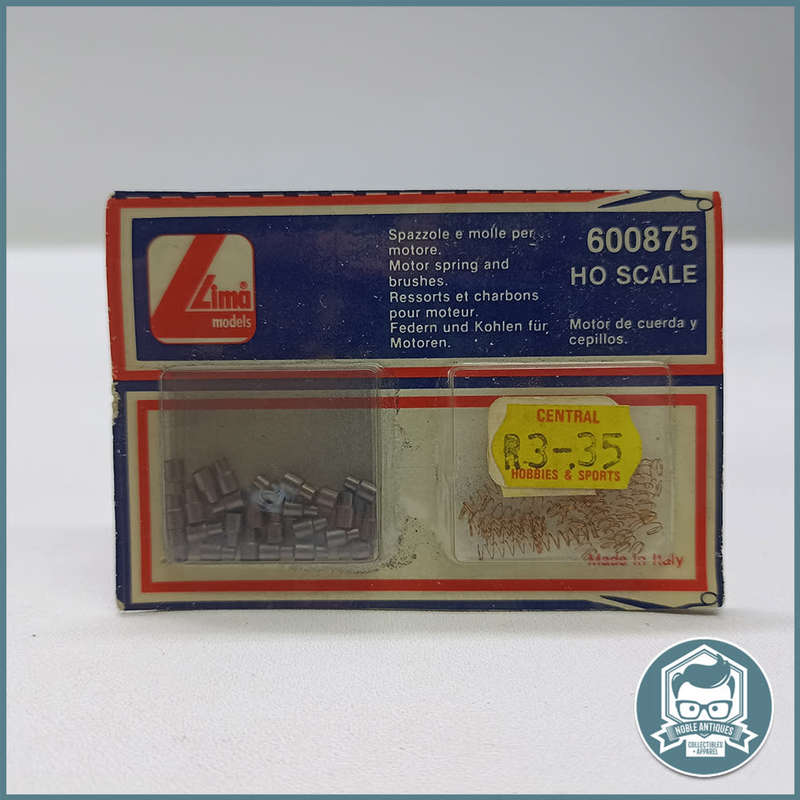 Lima
models
Spazzole e molle per
motore.
Motor spring and
brushes.
Ressorts et charbons
pour moteur.
Federn und Kohlen für
Motoren.
600875
HO SCALE
Motor de cuerda y
cepillos.
CENTRAL
R3-.35
HOBBIES & SPORTS
Made in Italy
NOBLE ANTIQUES
COLLECTIBLES
+ APPAREL